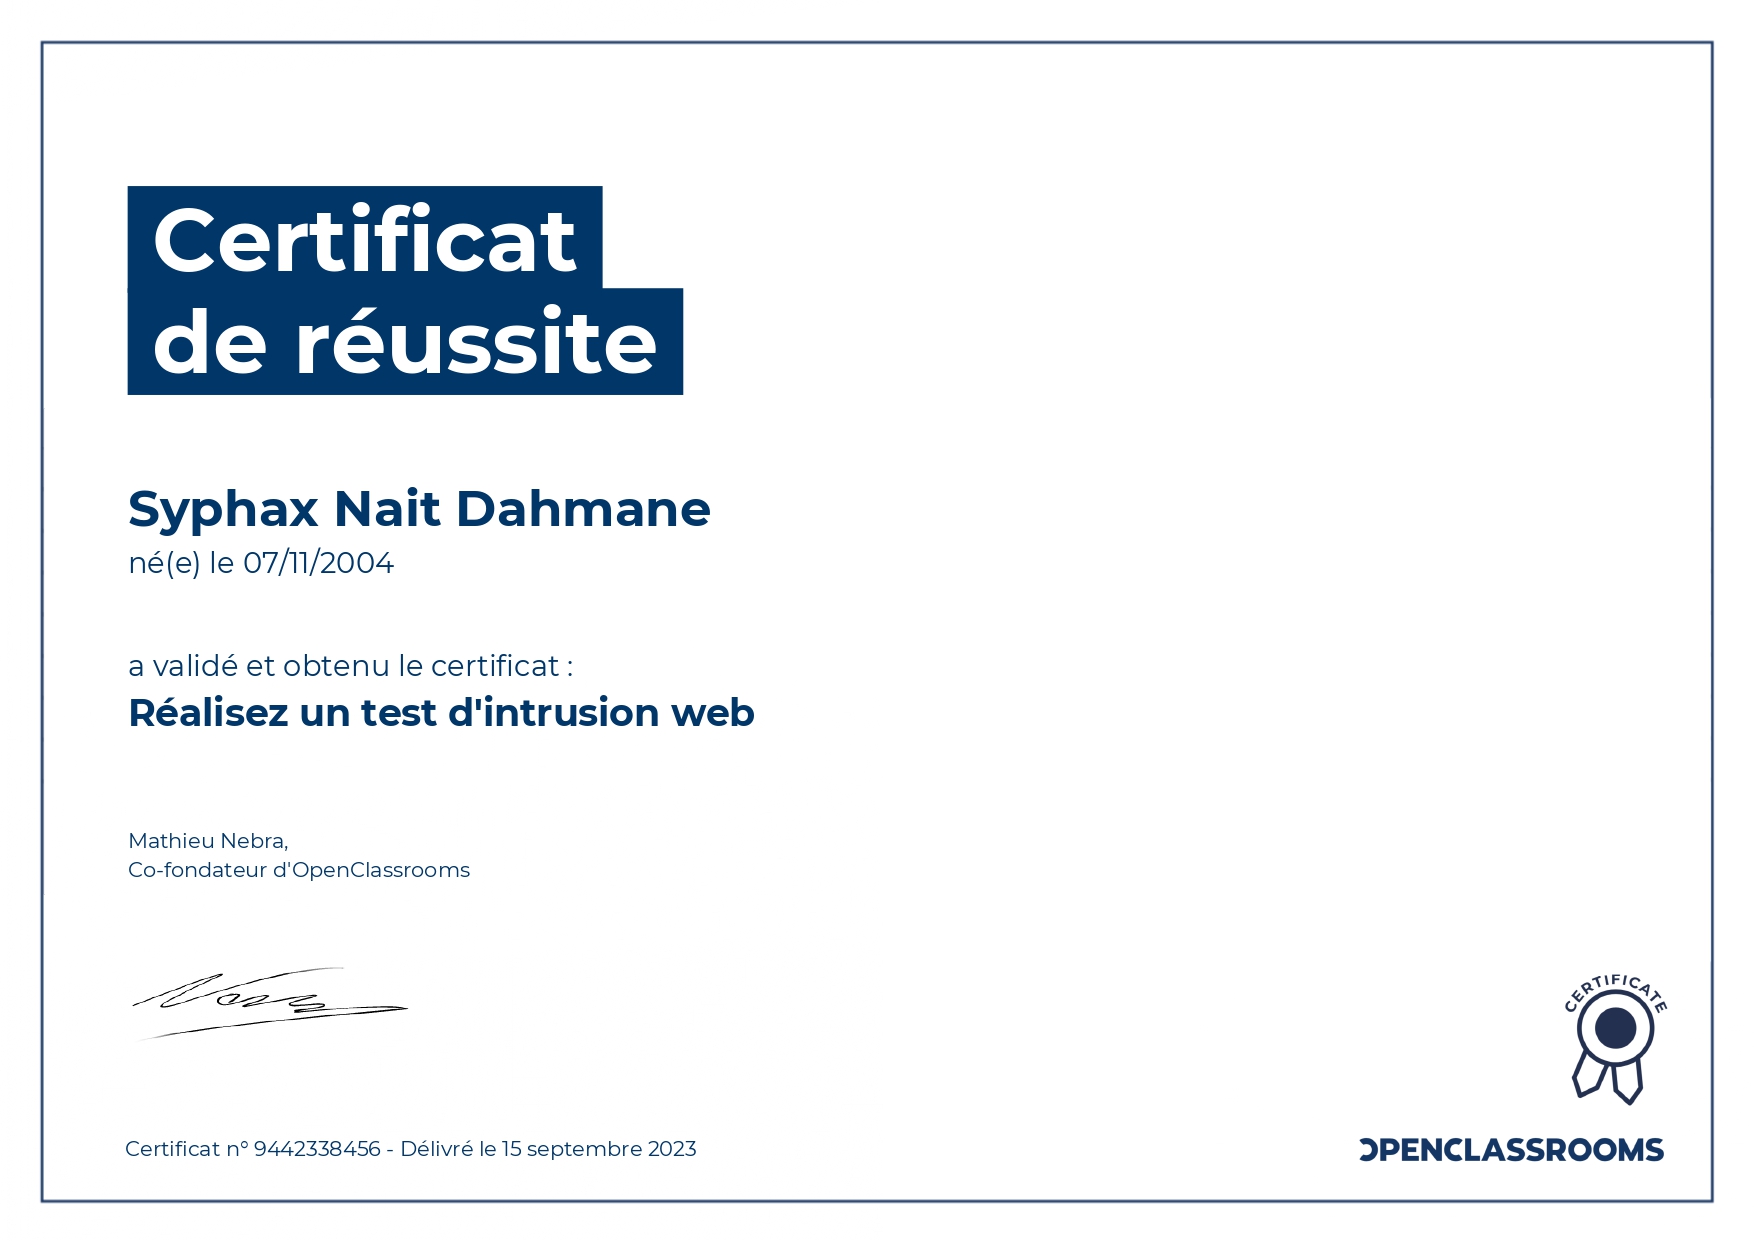 Certificat
de réussite
Syphax Nait Dahmane
né(e) le 07/11/2004
a validé et obtenu le certificat :
Réalisez un test d'intrusion web
Mathieu Nebra,
Co-fondateur d'OpenClassrooms
CERTIFICATE
Certificat n° 9442338456 - Délivré le 15 septembre 2023
OPENCLASSROOMS